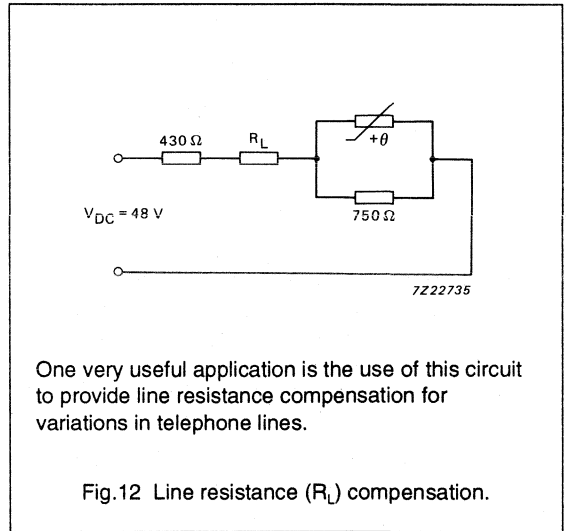 430 Ω
R_L
+θ
V_DC = 48 V
750 Ω
7Z22735
One very useful application is the use of this circuit
to provide line resistance compensation for
variations in telephone lines.
Fig.12 Line resistance (R_L) compensation.